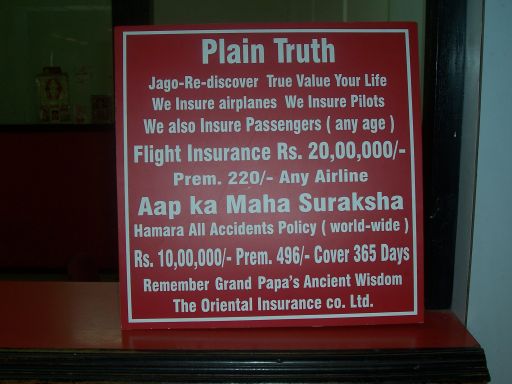 Plain Truth
Jago-Re-discover True Value Your Life
We Insure airplanes We Insure Pilots
We also Insure Passengers ( any age )
Flight Insurance Rs. 20,00,000/-
Prem. 220/- Any Airline
Aap ka Maha Suraksha
Hamara All Accidents Policy ( world-wide )
Rs. 10,00,000/- Prem. 496/- Cover 365 Days
Remember Grand Papa's Ancient Wisdom
The Oriental Insurance co. Ltd.